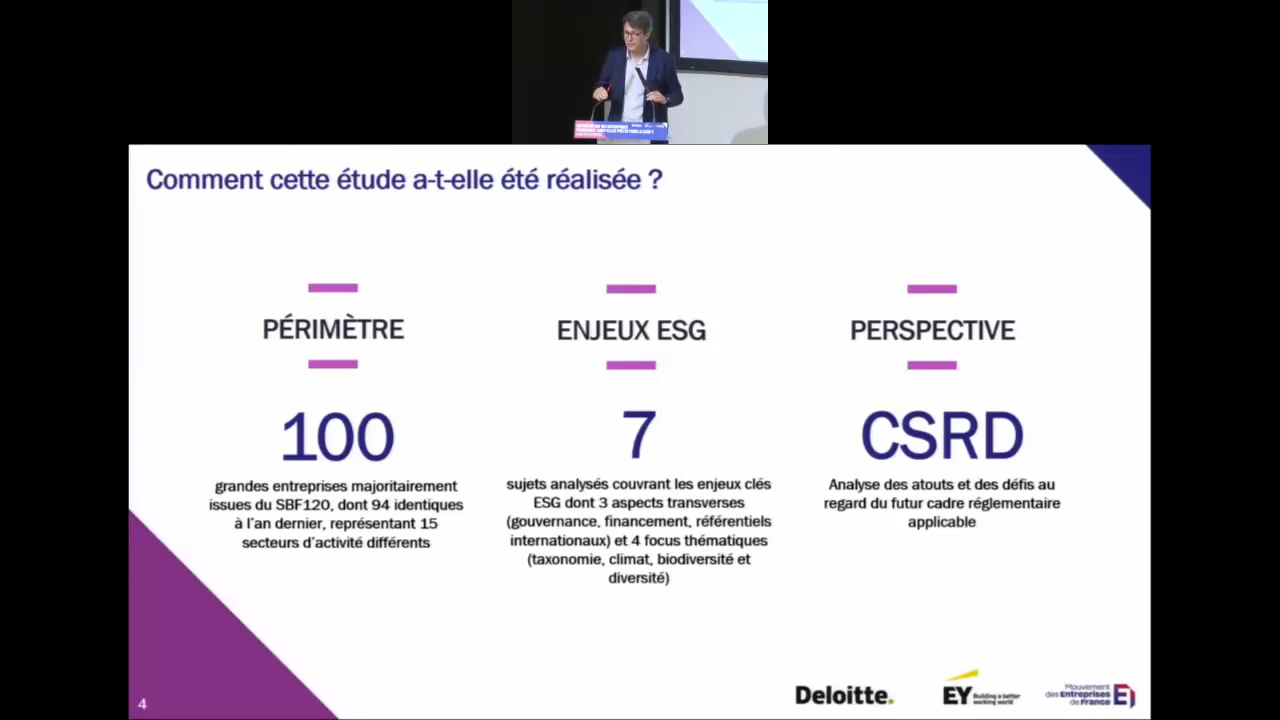 Comment cette étude a-t-elle été réalisée ?
PÉRIMÈTRE
100
grandes entreprises majoritairement
issues du SBF120, dont 94 identiques
à l'an dernier, représentant 15
secteurs d'activité différents
ENJEUX ESG
7
sujets analysés couvrant les enjeux clés
ESG dont 3 aspects transverses
(gouvernance, financement, référentiels
internationaux) et 4 focus thématiques
(taxonomie, climat, biodiversité et
diversité)
PERSPECTIVE
CSRD
Analyse des atouts et des défis au
regard du futur cadre réglementaire
applicable
4
Deloitte.
EY
Building a better
working world
Mouvement
des Entreprises
de France